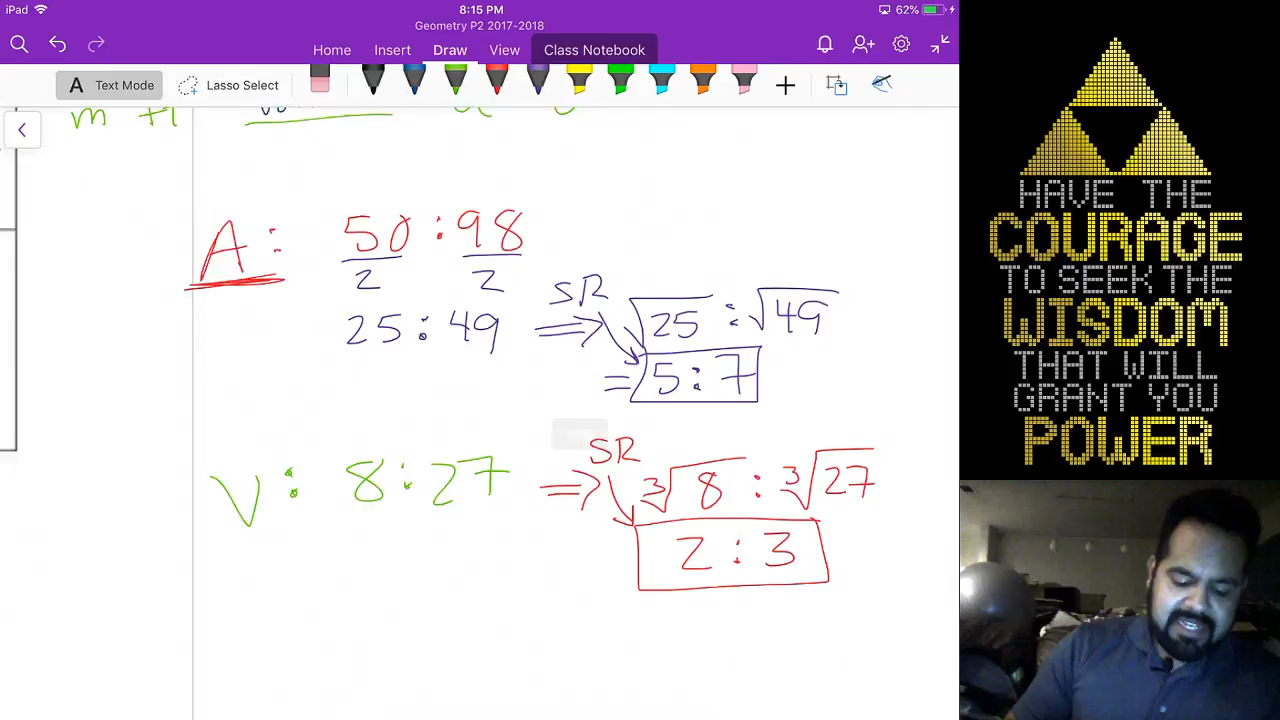 iPad 8:15 PM 62%
Geometry P2 2017-2018
Home Insert Draw View Class Notebook
A Text Mode Lasso Select
m
A: 50 : 98
2 2
25 : 49 ⇒ SR √25 : √49
= 5 : 7
V: 8 : 27 ⇒ SR ∛8 : ∛27
2 : 3
HAVE THE
COURAGE
TO SEEK THE
WISDOM
THAT WILL
GRANT YOU
POWER